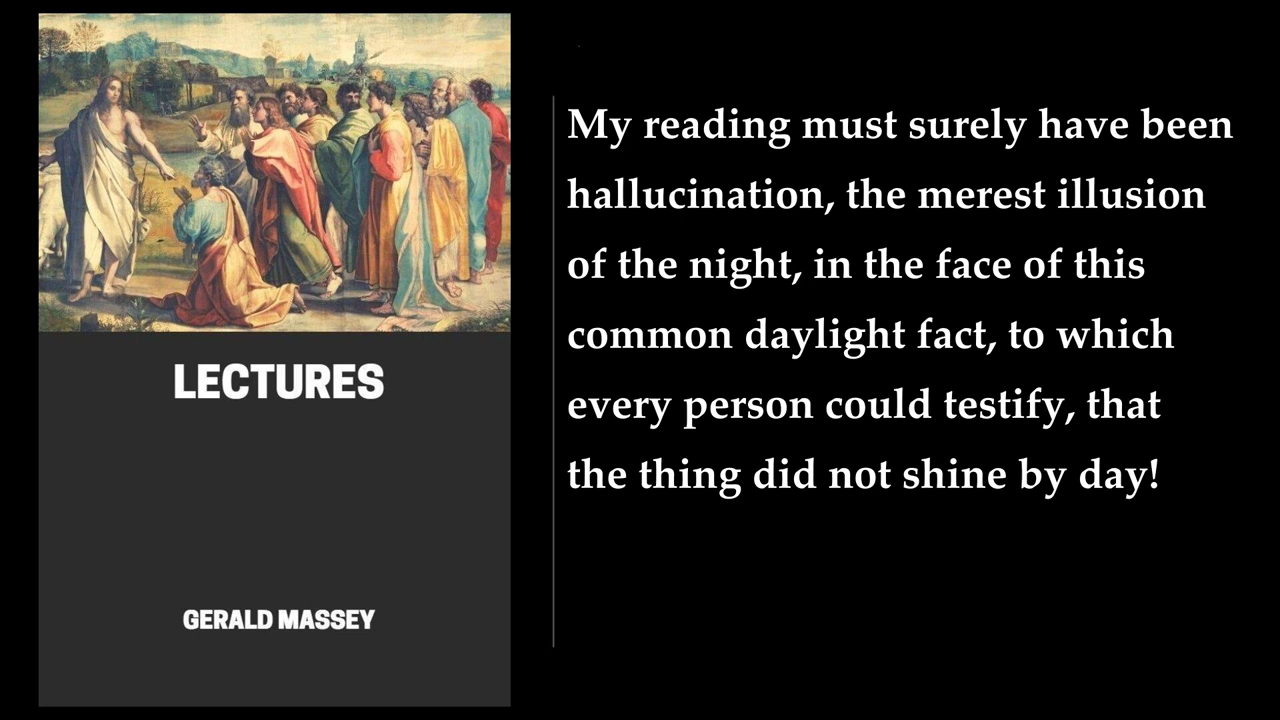 LECTURES
GERALD MASSEY
My reading must surely have been
hallucination, the merest illusion
of the night, in the face of this
common daylight fact, to which
every person could testify, that
the thing did not shine by day!